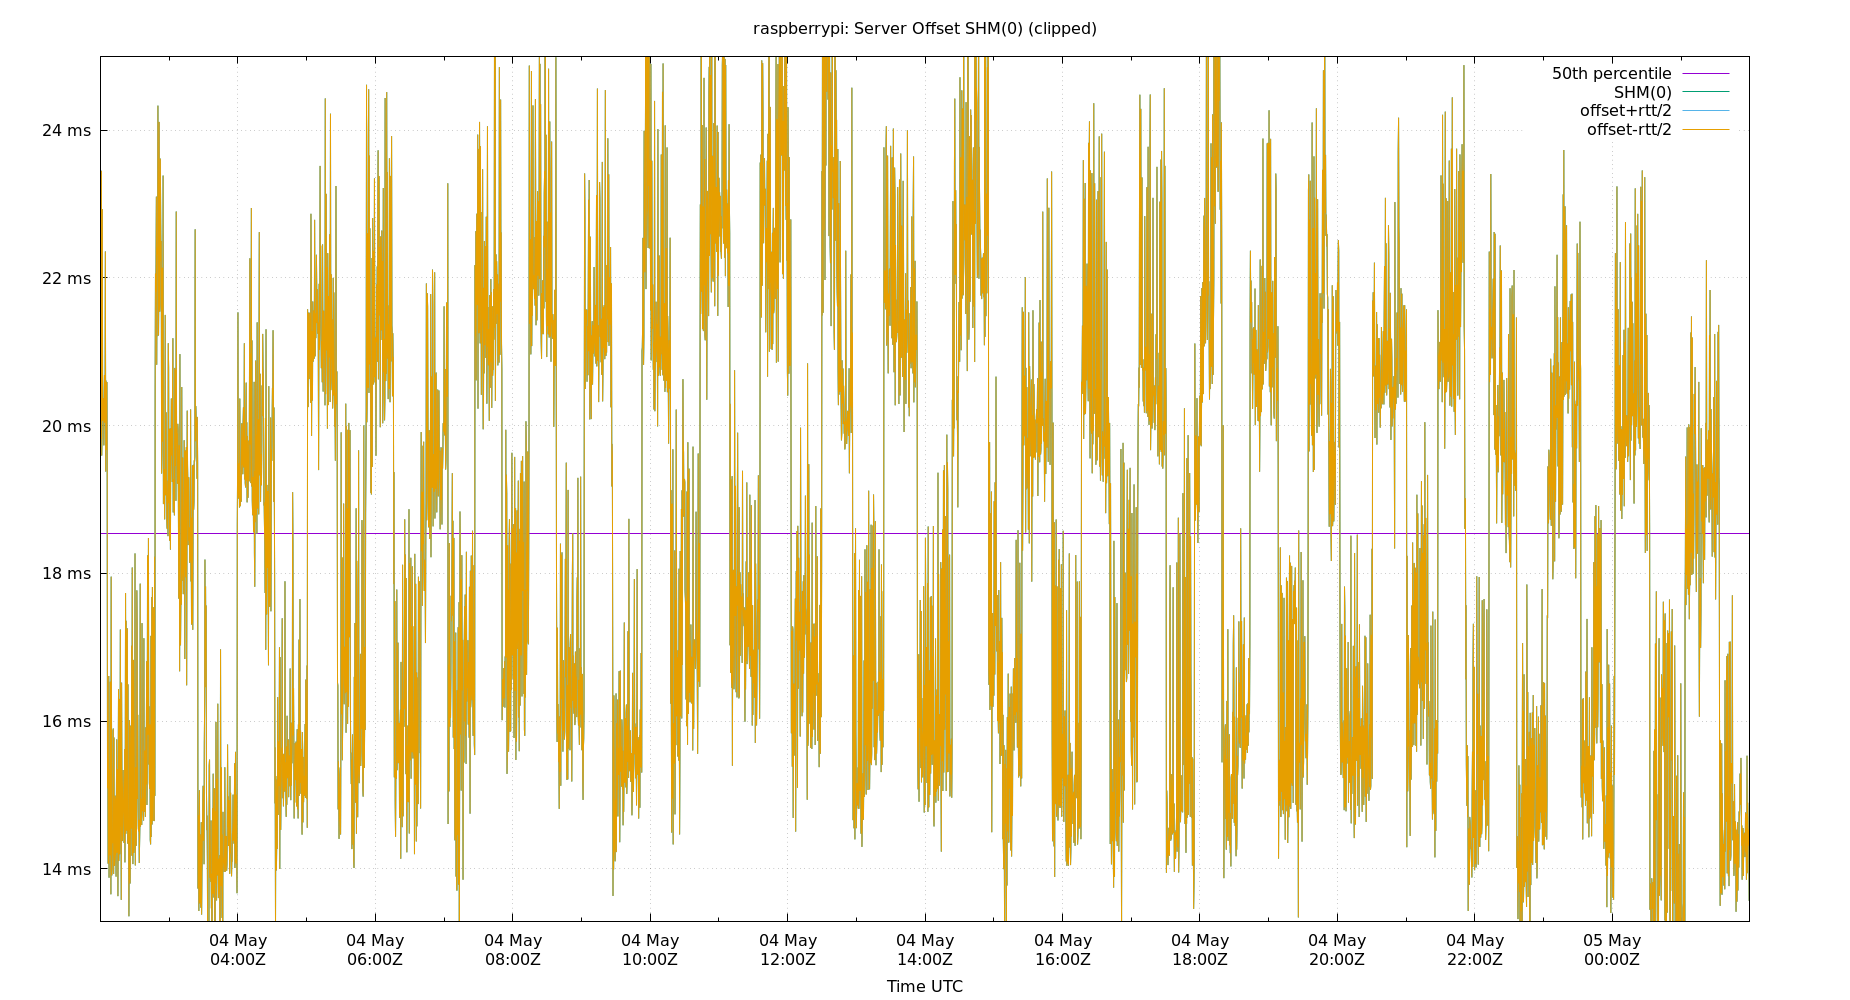 raspberrypi: Server Offset SHM(0) (clipped)
50th percentile
SHM(0)
offset+rtt/2
offset-rtt/2
24 ms
22 ms
20 ms
18 ms
16 ms
14 ms
04 May 04 May 04 May 04 May 04 May 04 May 04 May 04 May 04 May 04 May 05 May
04:00Z 06:00Z 08:00Z 10:00Z 12:00Z 14:00Z 16:00Z 18:00Z 20:00Z 22:00Z 00:00Z
Time UTC